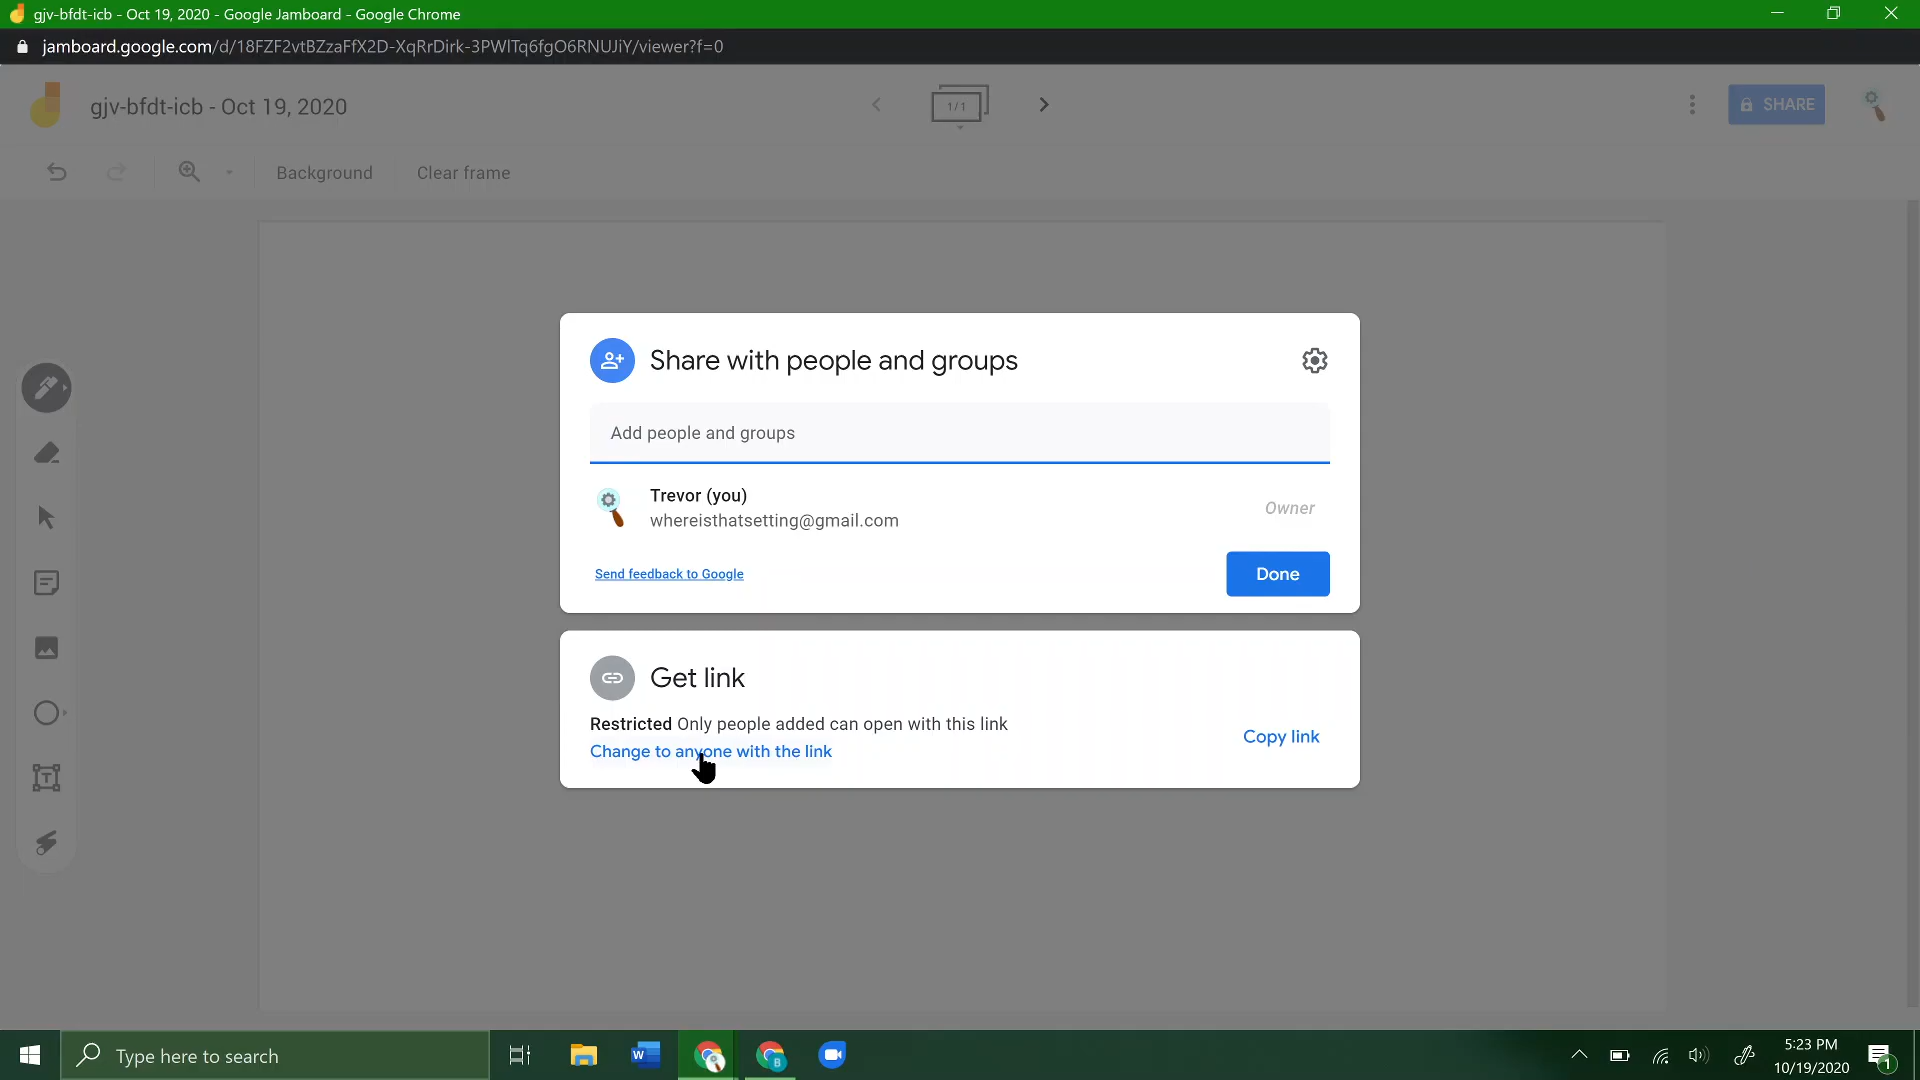 gjv-bfdt-icb - Oct 19, 2020 - Google Jamboard - Google Chrome
jamboard.google.com/d/18FZF2vtBZzaFfX2D-XqRrDirk-3PWlTq6fgO6RNUJiY/viewer?f=0
gjv-bfdt-icb - Oct 19, 2020
1/1
SHARE
Background
Clear frame
Share with people and groups
Add people and groups
Trevor (you)
whereisthatsetting@gmail.com
Owner
Send feedback to Google
Done
Get link
Restricted Only people added can open with this link
Change to anyone with the link
Copy link
Type here to search
W
B
5:23 PM
10/19/2020
1